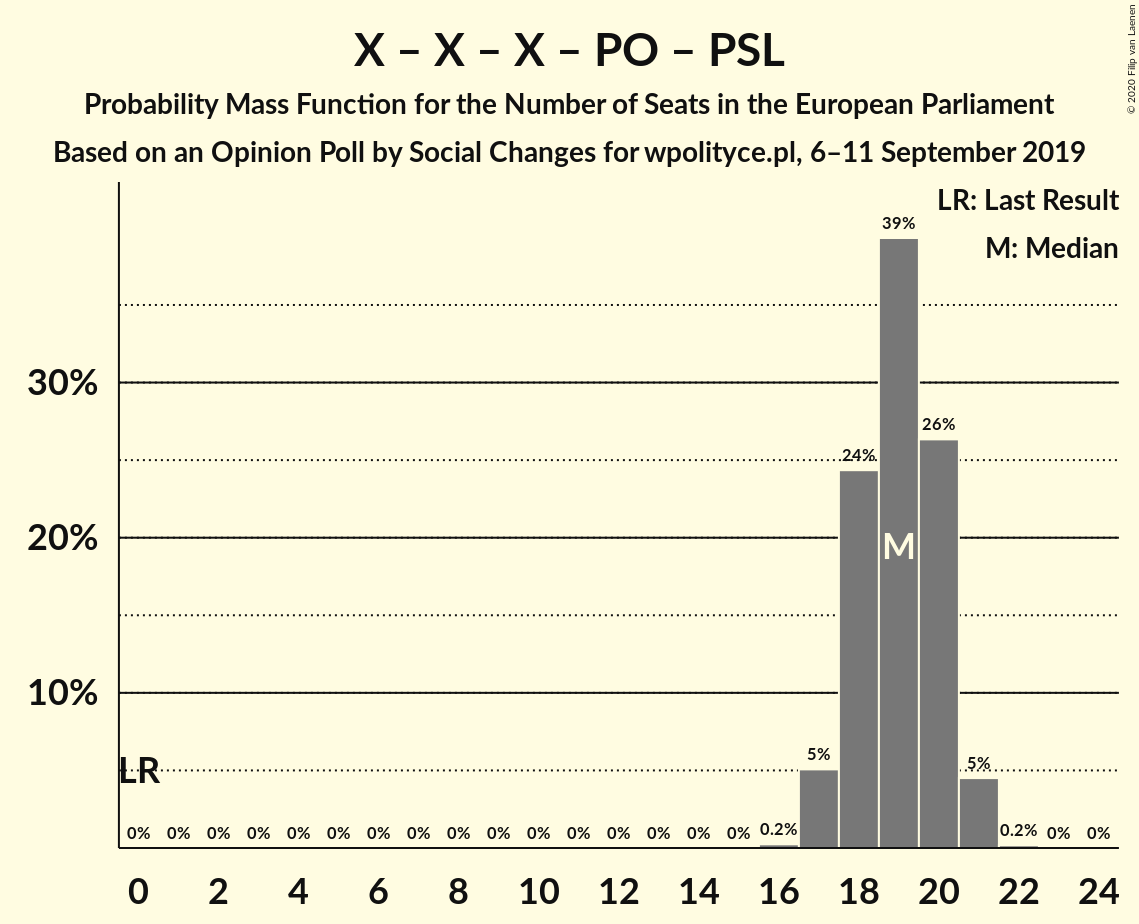 X – X – X – PO – PSL
Probability Mass Function for the Number of Seats in the European Parliament
Based on an Opinion Poll by Social Changes for wpolityce.pl, 6–11 September 2019
© 2020 Filip van Laenen
LR: Last Result
M: Median
39%
30%
26%
24%
20%
M
10%
5%
5%
LR
0% 0% 0% 0% 0% 0% 0% 0% 0% 0% 0% 0% 0% 0% 0% 0% 0.2% 0.2% 0% 0%
0 2 4 6 8 10 12 14 16 18 20 22 24